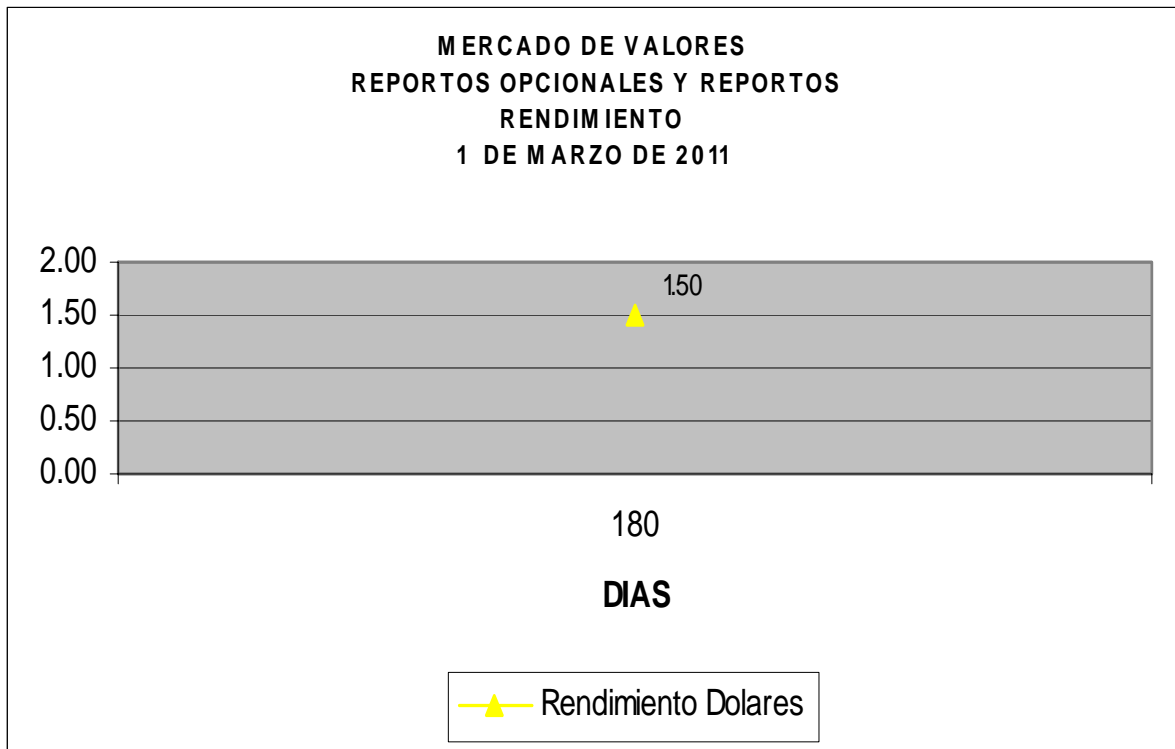 MERCADO DE VALORES
REPORTOS OPCIONALES Y REPORTOS
RENDIMIENTO
1 DE MARZO DE 2011
2.00
1.50
1.50
1.00
0.50
0.00
180
DIAS
Rendimiento Dolares